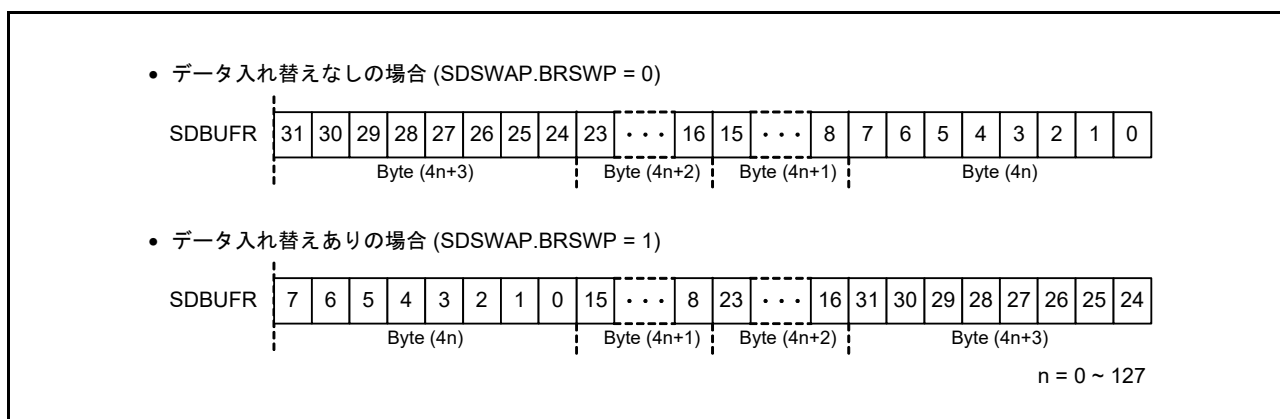 • データ入れ替えなしの場合 (SDSWAP.BRSWP = 0)
SDBUFR 31 30 29 28 27 26 25 24 23 ・・・ 16 15 ・・・ 8 7 6 5 4 3 2 1 0
Byte (4n+3) Byte (4n+2) Byte (4n+1) Byte (4n)
• データ入れ替えありの場合 (SDSWAP.BRSWP = 1)
SDBUFR 7 6 5 4 3 2 1 0 15 ・・・ 8 23 ・・・ 16 31 30 29 28 27 26 25 24
Byte (4n) Byte (4n+1) Byte (4n+2) Byte (4n+3)
n = 0 ~ 127